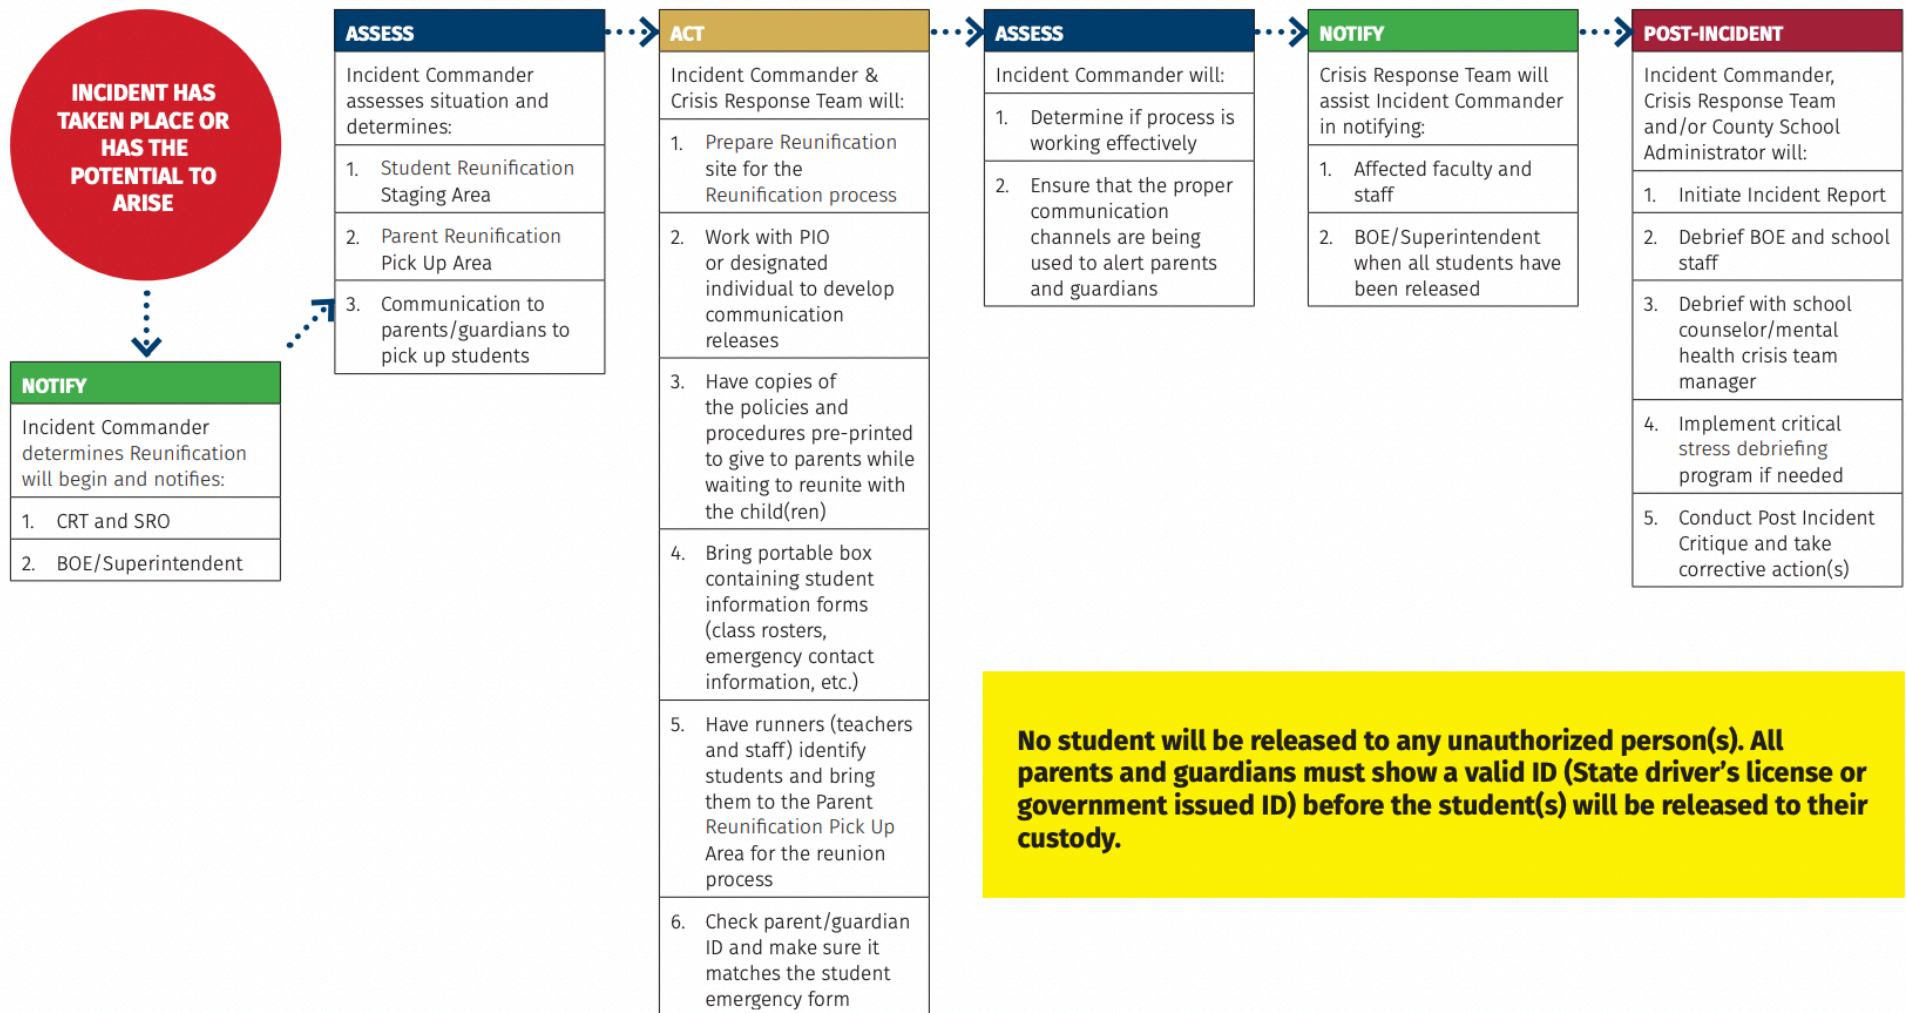 INCIDENT HAS
TAKEN PLACE OR
HAS THE
POTENTIAL TO
ARISE
NOTIFY
Incident Commander
determines Reunification
will begin and notifies:
1. CRT and SRO
2. BOE/Superintendent
ASSESS
Incident Commander
assesses situation and
determines:
1. Student Reunification
Staging Area
2. Parent Reunification
Pick Up Area
3. Communication to
parents/guardians to
pick up students
ACT
Incident Commander &
Crisis Response Team will:
1. Prepare Reunification
site for the
Reunification process
2. Work with PIO
or designated
individual to develop
communication
releases
3. Have copies of
the policies and
procedures pre-printed
to give to parents while
waiting to reunite with
the child(ren)
4. Bring portable box
containing student
information forms
(class rosters,
emergency contact
information, etc.)
5. Have runners (teachers
and staff) identify
students and bring
them to the Parent
Reunification Pick Up
Area for the reunion
process
6. Check parent/guardian
ID and make sure it
matches the student
emergency form
ASSESS
Incident Commander will:
1. Determine if process is
working effectively
2. Ensure that the proper
communication
channels are being
used to alert parents
and guardians
NOTIFY
Crisis Response Team will
assist Incident Commander
in notifying:
1. Affected faculty and
staff
2. BOE/Superintendent
when all students have
been released
POST-INCIDENT
Incident Commander,
Crisis Response Team
and/or County School
Administrator will:
1. Initiate Incident Report
2. Debrief BOE and school
staff
3. Debrief with school
counselor/mental
health crisis team
manager
4. Implement critical
stress debriefing
program if needed
5. Conduct Post Incident
Critique and take
corrective action(s)
No student will be released to any unauthorized person(s). All
parents and guardians must show a valid ID (State driver's license or
government issued ID) before the student(s) will be released to their
custody.